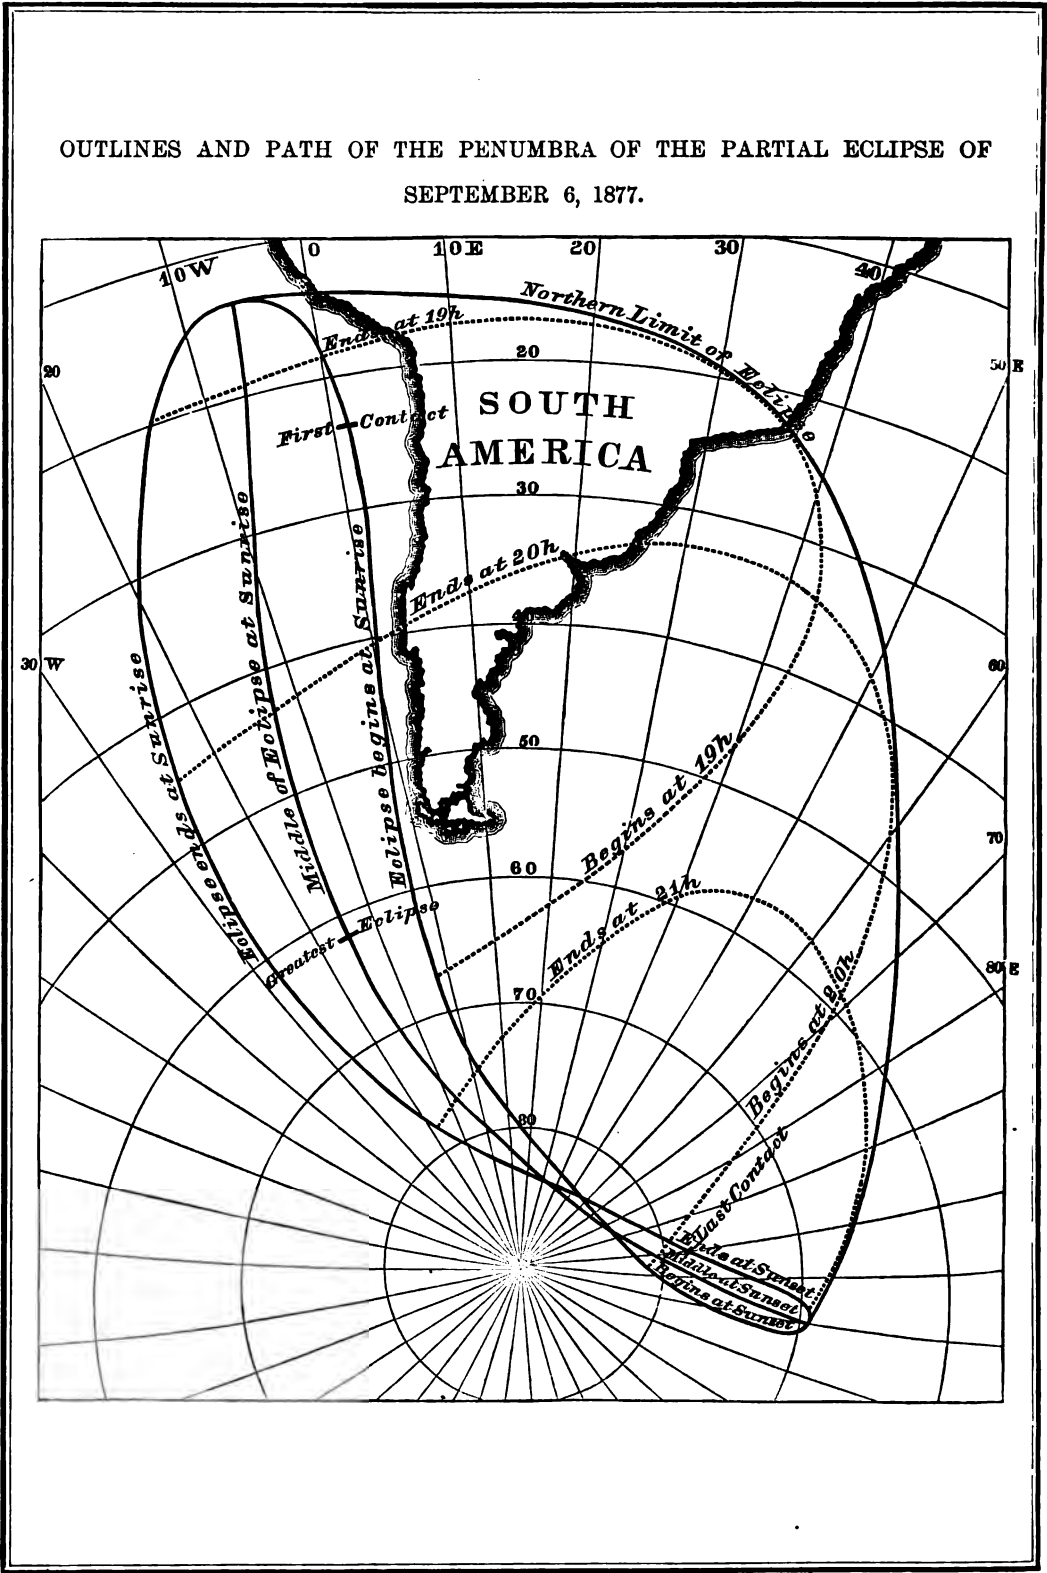 OUTLINES AND PATH OF THE PENUMBRA OF THE PARTIAL ECLIPSE OF
SEPTEMBER 6, 1877.
10W
0
10E
20
30
40
Northern Limit of Eclipse
Ends at 19h
20
20
50 E
First Contact
SOUTH
AMERICA
30
Ends at 20h
40
30 W
60
Eclipse ends at Sunrise
Middle of Eclipse at Sunrise
Eclipse begins at Sunrise
50
Begins at 19h
70
60
Ends at 21h
Greatest Eclipse
80 E
70
Begins at 20h
80
Last Contact
Ends at Sunset
Middle at Sunset
Begins at Sunset